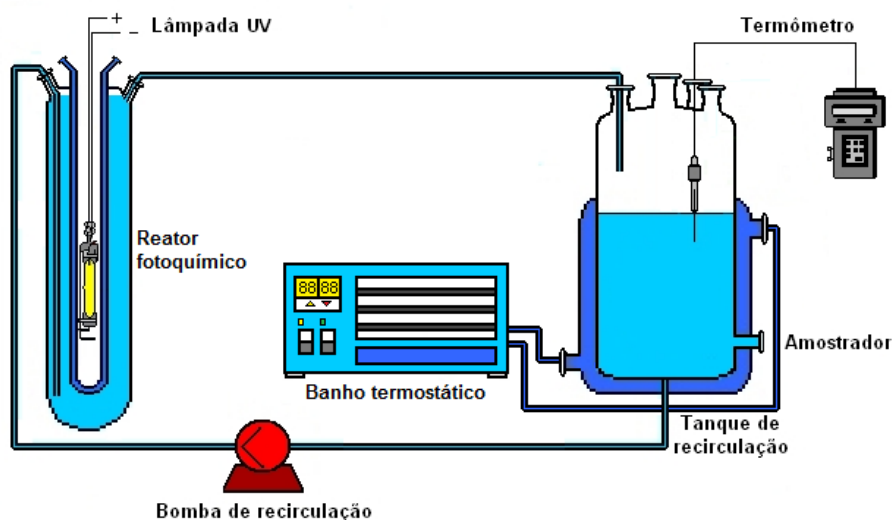 +
– Lâmpada UV
Termômetro
Reator
fotoquímico
88 88
Banho termostático
Amostrador
Tanque de
recirculação
Bomba de recirculação